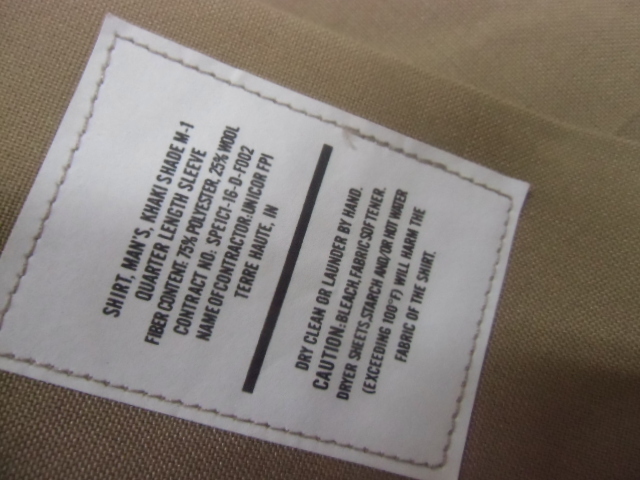 SHIRT, MAN'S, KHAKI SHADE M-1
QUARTER LENGTH SLEEVE
FIBER CONTENT: 75% POLYESTER, 25% WOOL
CONTRACT NO. SPE1C1-16-D-F002
NAME OF CONTRACTOR: UNICOR FPI
TERRE HAUTE, IN
DRY CLEAN OR LAUNDER BY HAND.
CAUTION: BLEACH, FABRIC SOFTENER,
DRYER SHEETS, STARCH AND/OR HOT WATER
(EXCEEDING 100°F) WILL HARM THE
FABRIC OF THE SHIRT.